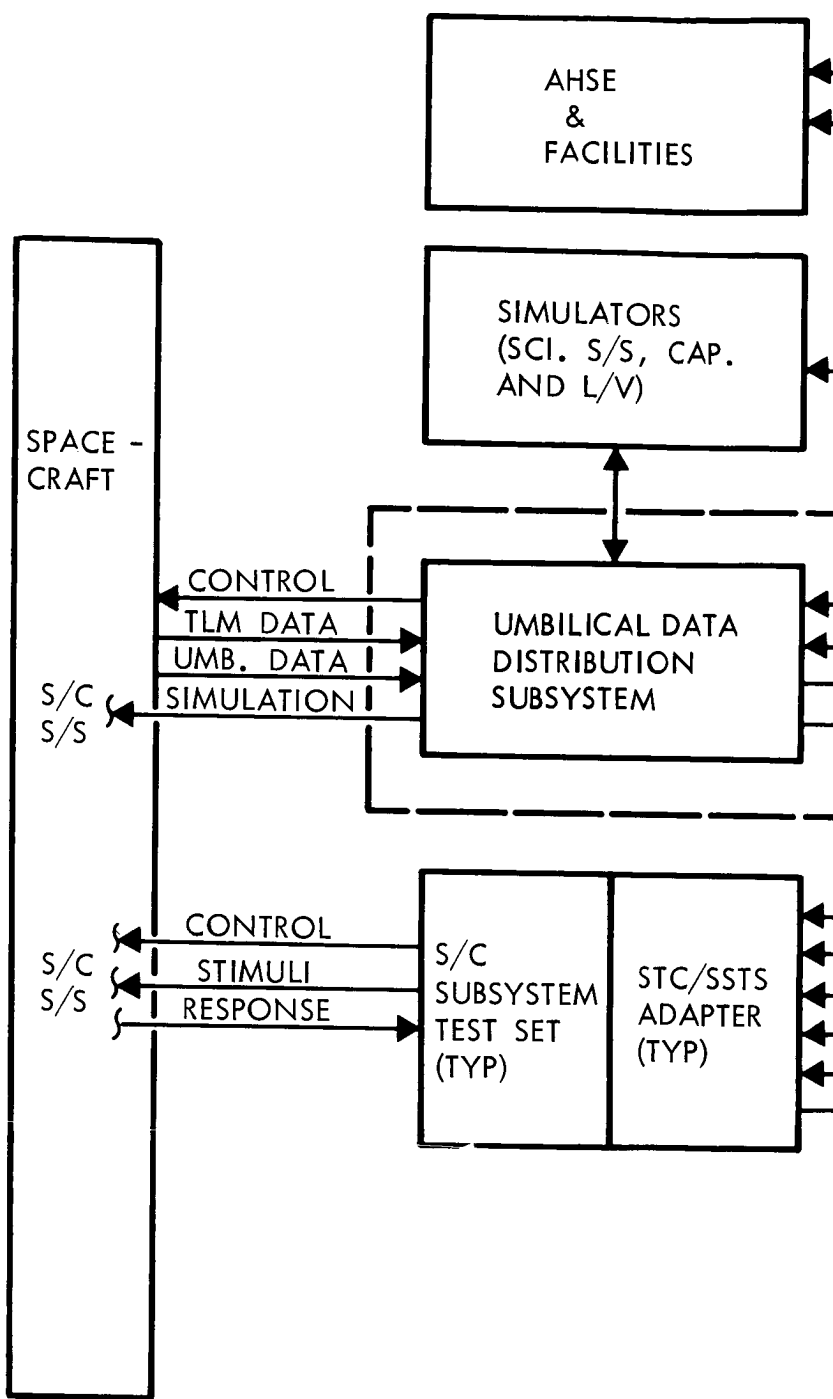 AHSE
&
FACILITIES
SIMULATORS
(SCI. S/S, CAP.
AND L/V)
SPACE -
CRAFT
CONTROL
TLM DATA
UMB. DATA
SIMULATION
S/C
S/S
UMBILICAL DATA
DISTRIBUTION
SUBSYSTEM
CONTROL
STIMULI
RESPONSE
S/C
S/S
S/C
SUBSYSTEM
TEST SET
(TYP)
STC/SSTS
ADAPTER
(TYP)